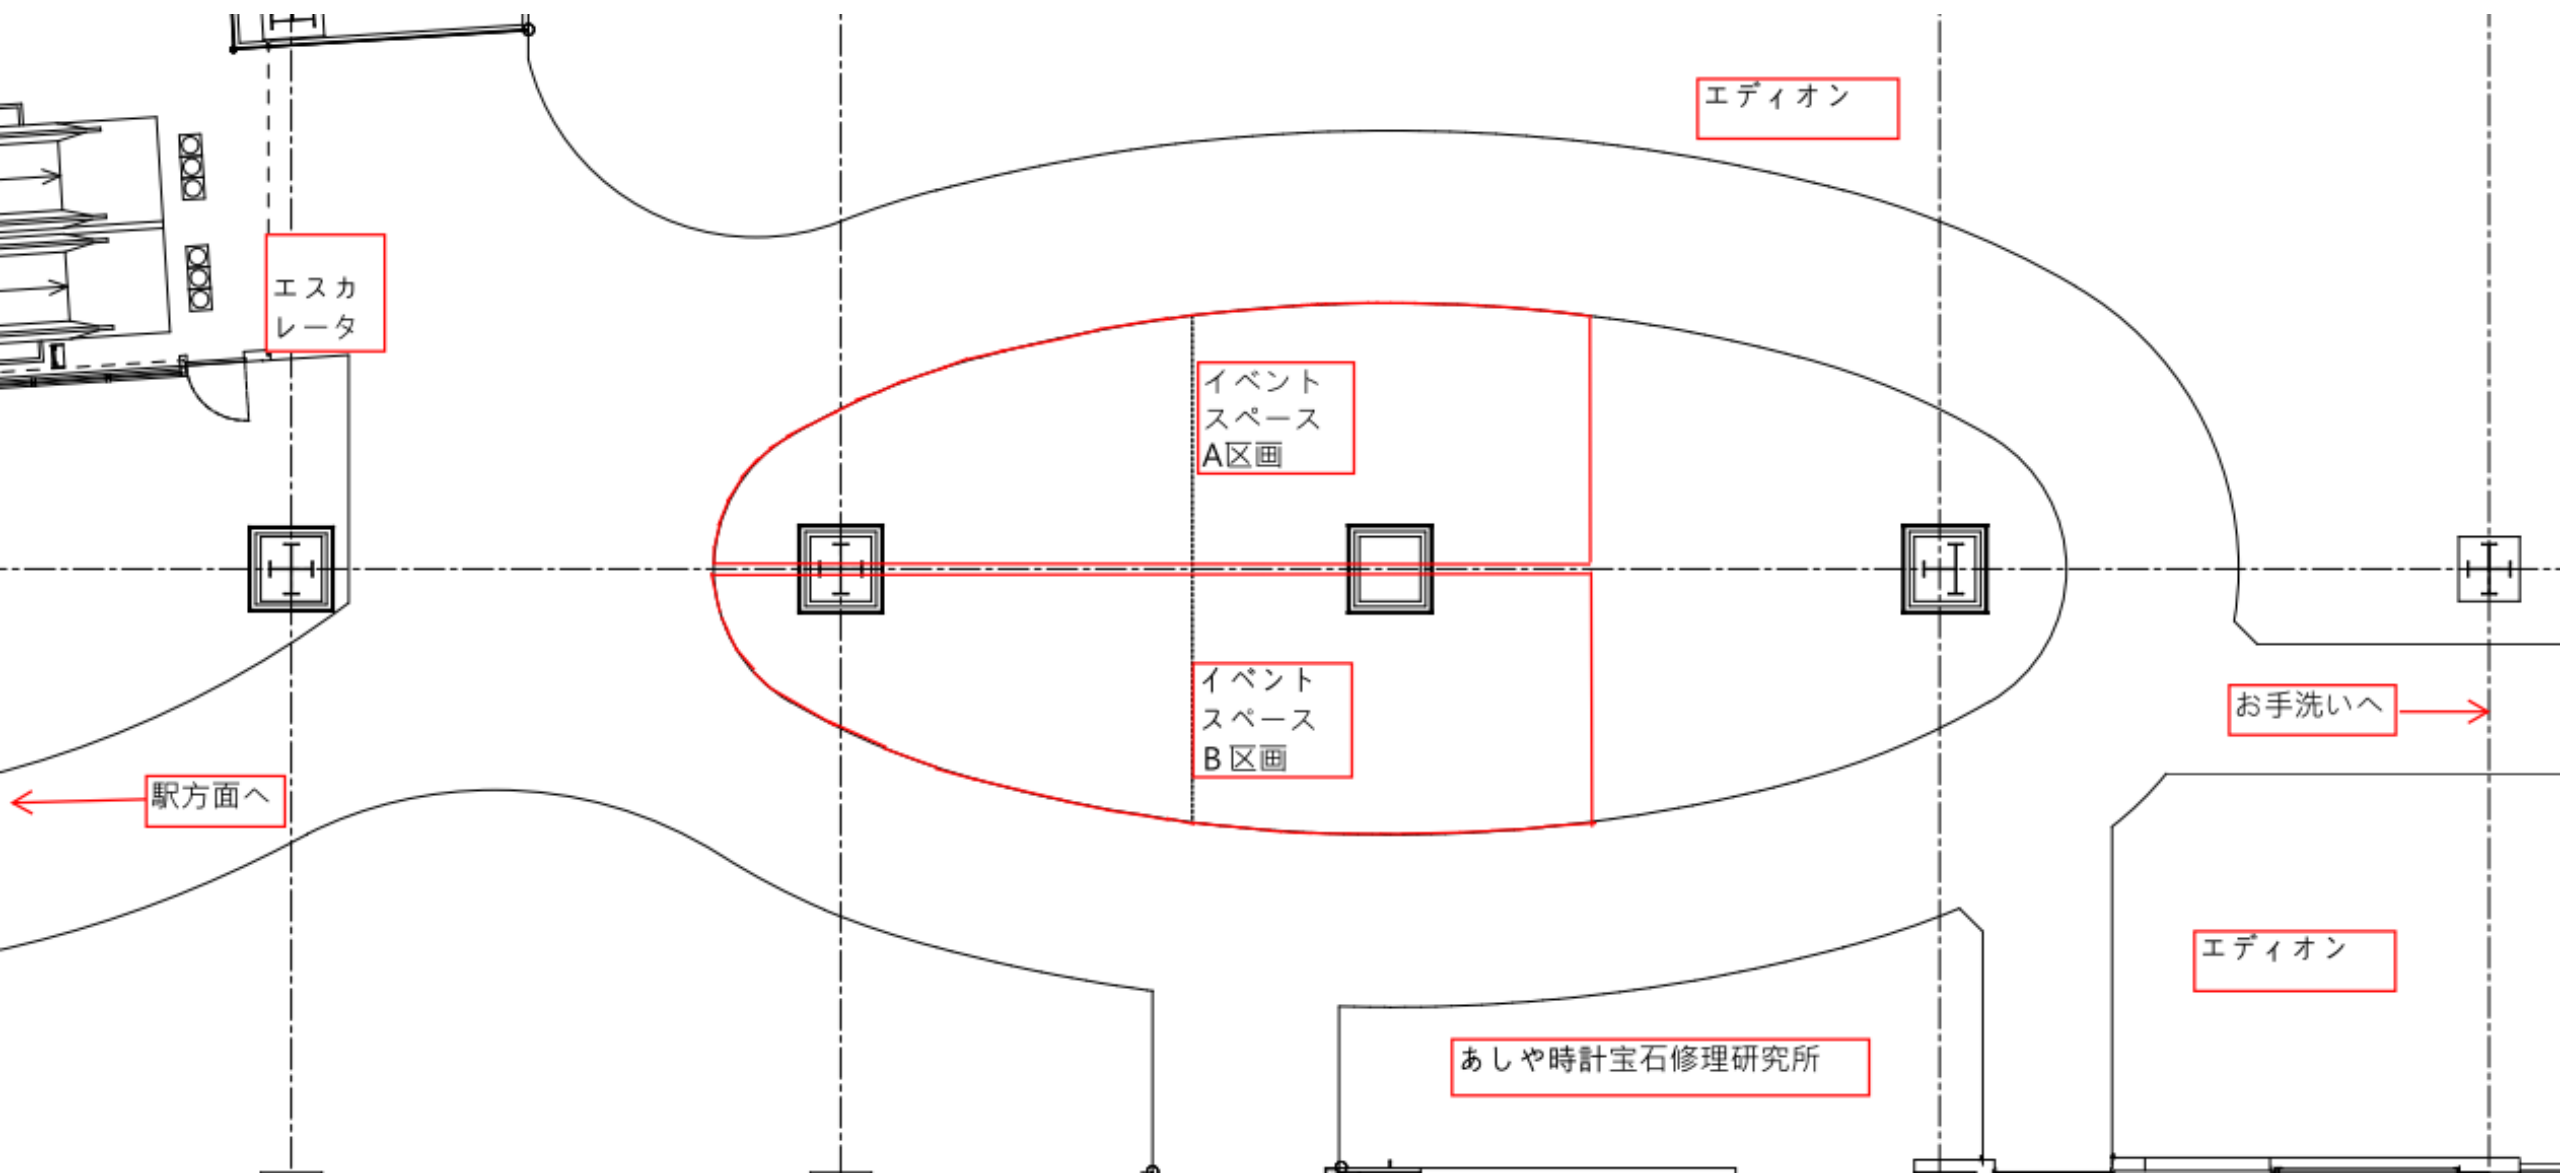 エディオン
エスカ
レータ
イベント
スペース
A区画
イベント
スペース
B区画
お手洗いへ
駅方面へ
エディオン
あしや時計宝石修理研究所